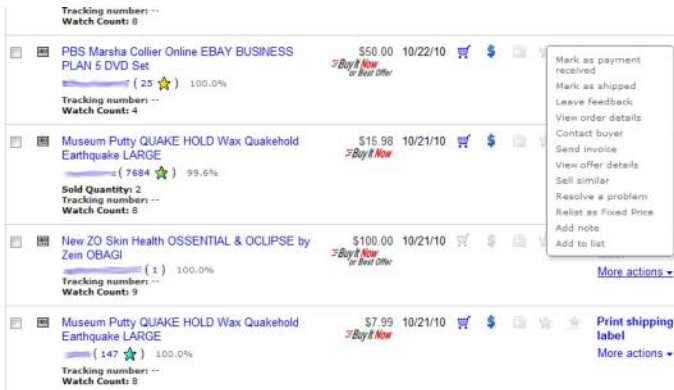 Tracking number: --
Watch Count: 8
PBS Marsha Collier Online EBAY BUSINESS $50.00 10/22/10
PLAN 5 DVD Set Buy It Now
or Best Offer
( 25 ) 100.0%
Tracking number: --
Watch Count: 4
Mark as payment
received
Mark as shipped
Leave feedback
View order details
Contact buyer
Send invoice
View offer details
Sell similar
Resolve a problem
Relist as Fixed Price
Add note
Add to list
Museum Putty QUAKE HOLD Wax Quakehold $15.98 10/21/10
Earthquake LARGE Buy It Now
( 7684 ) 99.6%
Sold Quantity: 2
Tracking number: --
Watch Count: 8
New ZO Skin Health OSSENTIAL & OCLIPSE by $100.00 10/21/10
Zein OBAGI Buy It Now
or Best Offer
( 1 ) 100.0%
More actions
Tracking number: --
Watch Count: 9
Museum Putty QUAKE HOLD Wax Quakehold $7.99 10/21/10 Print shipping
Earthquake LARGE Buy It Now label
( 147 ) 100.0% More actions
Tracking number: --
Watch Count: 8